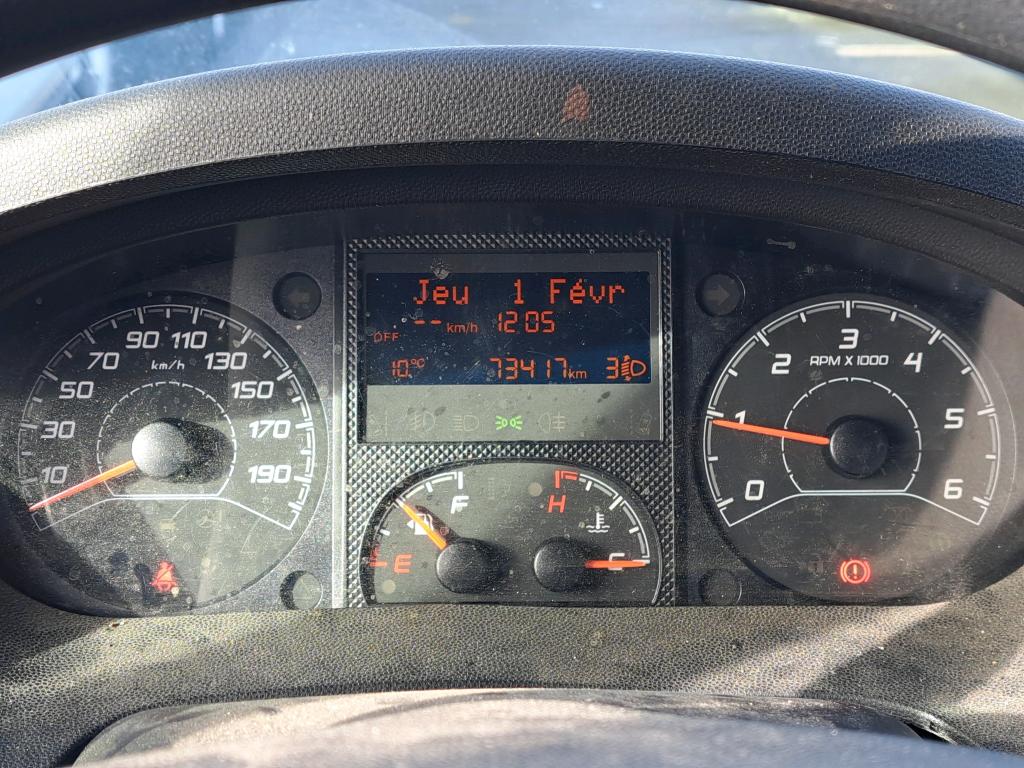 Jeu 1 Févr
-- km/h 12:05
OFF
10°C 73417 km 3
90 110
70 km/h 130
50 150
30 170
10 190
3
2 RPM X 1000 4
1 5
0 6
F H
E C